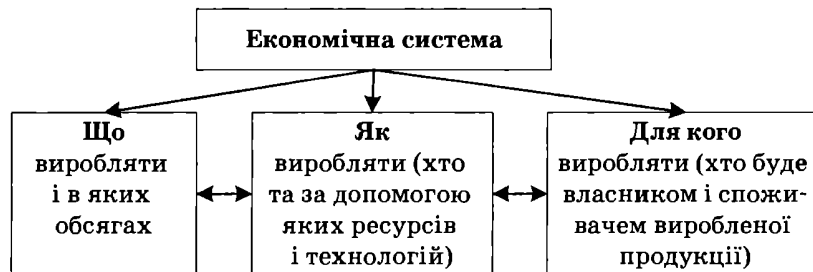 Економічна система
Що
виробляти
і в яких
обсягах
Як
виробляти (хто
та за допомогою
яких ресурсів
і технологій)
Для кого
виробляти (хто буде
власником і спожи-
вачем виробленої
продукції)